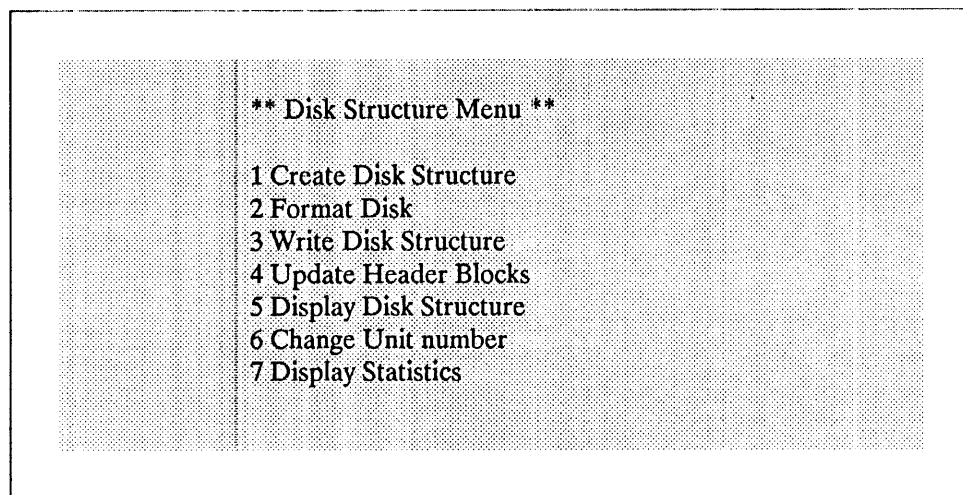 ** Disk Structure Menu **
1 Create Disk Structure
2 Format Disk
3 Write Disk Structure
4 Update Header Blocks
5 Display Disk Structure
6 Change Unit number
7 Display Statistics